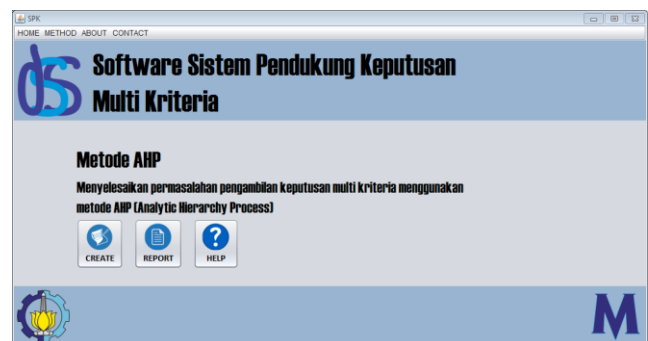 SPK
HOME METHOD ABOUT CONTACT
dss
Software Sistem Pendukung Keputusan
Multi Kriteria
Metode AHP
Menyelesaikan permasalahan pengambilan keputusan multi kriteria menggunakan
metode AHP (Analytic Hierarchy Process)
CREATE REPORT HELP
M